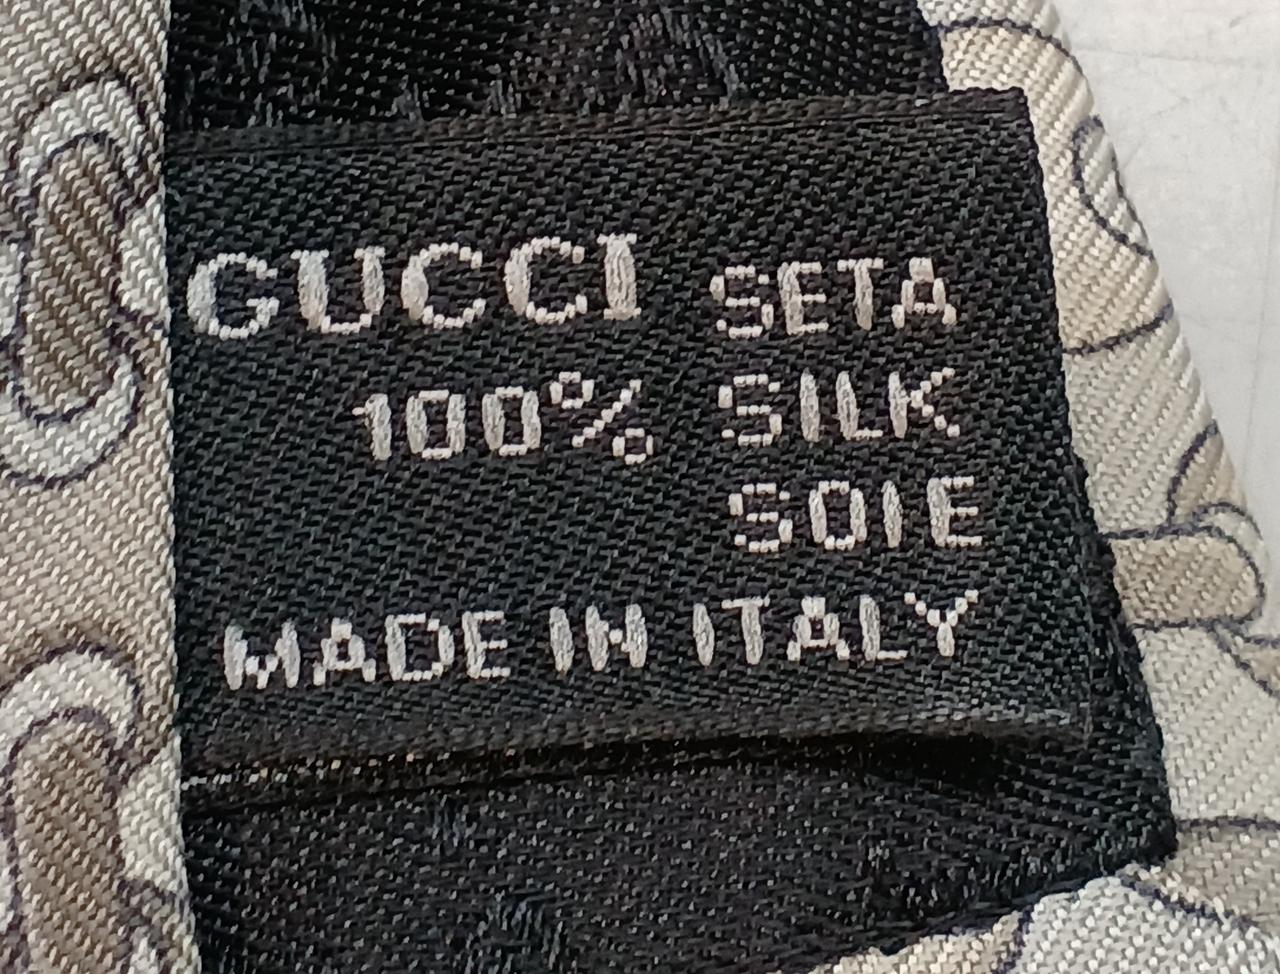 GUCCI SETA
100% SILK
SOIE
MADE IN ITALY